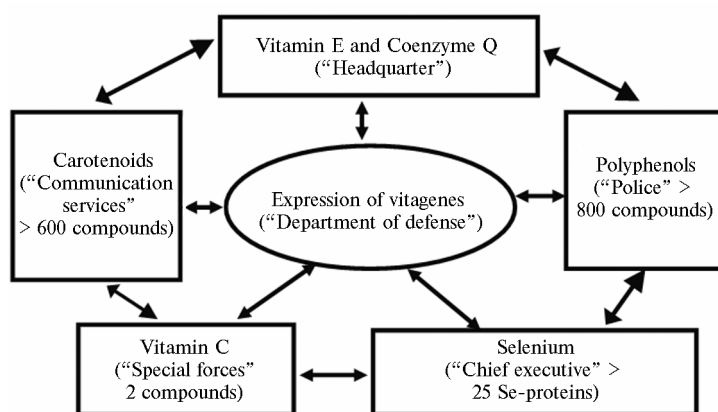 Vitamin E and Coenzyme Q
(“Headquarter”)
Carotenoids
(“Communication
services”
> 600 compounds)
Expression of vitagenes
(“Department of defense”)
Polyphenols
(“Police” >
800 compounds)
Vitamin C
(“Special forces”
2 compounds)
Selenium
(“Chief executive” >
25 Se-proteins)